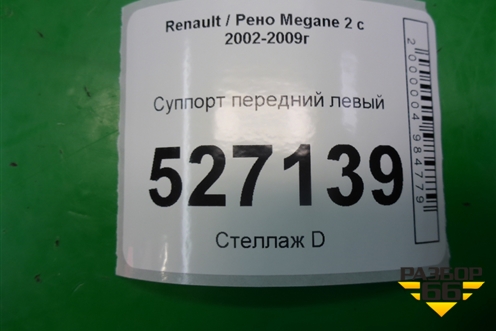 Renault / Рено Megane 2 с
2002-2009г
Суппорт передний левый
527139
Стеллаж D
2000004984779
РАЗБОР
66